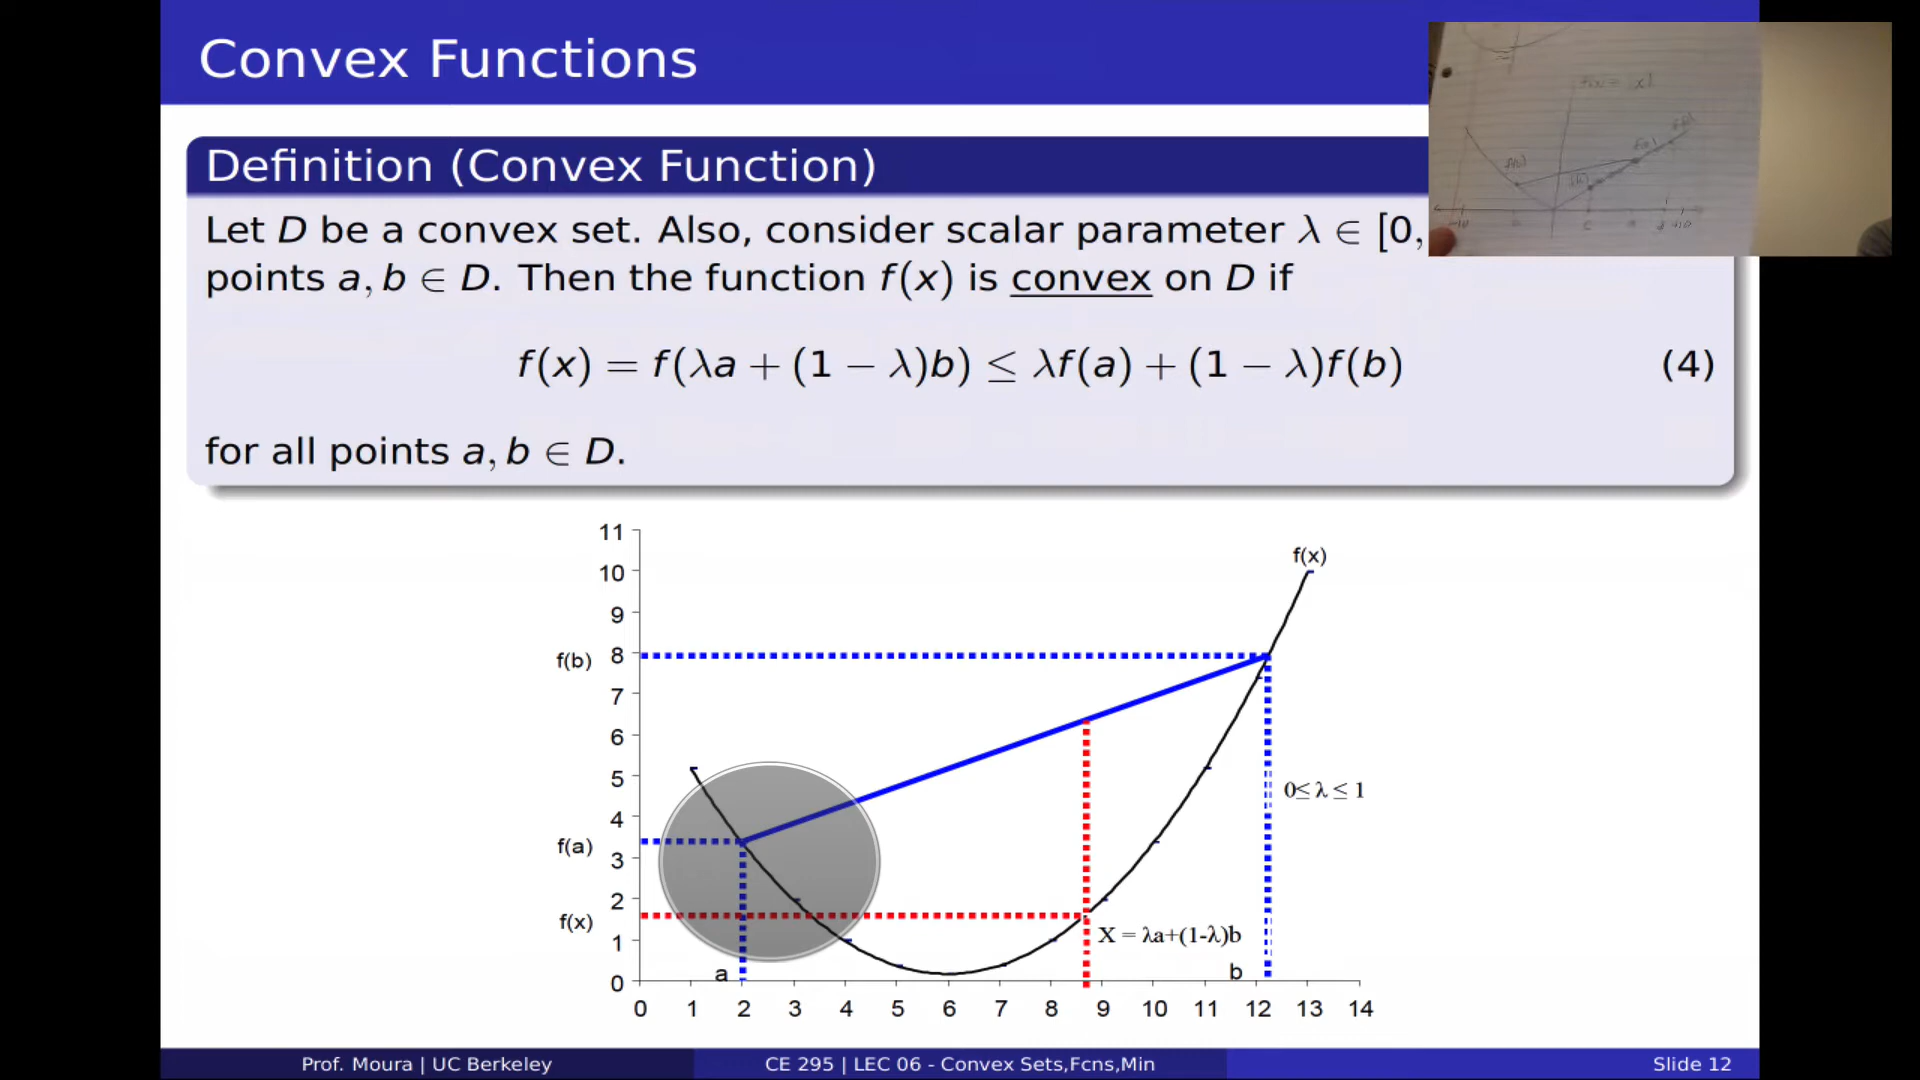 Convex Functions
Definition (Convex Function)
Let D be a convex set. Also, consider scalar parameter λ ∈ [0,
points a, b ∈ D. Then the function f(x) is convex on D if
f(x) = f(λa + (1 − λ)b) ≤ λf(a) + (1 − λ)f(b) (4)
for all points a, b ∈ D.
11
10
9
8
7
6
5
4
3
2
1
0
f(b)
f(a)
f(x)
f(x)
0≤ λ ≤ 1
X = λa+(1-λ)b
a
b
0 1 2 3 4 5 6 7 8 9 10 11 12 13 14
Prof. Moura | UC Berkeley
CE 295 | LEC 06 - Convex Sets,Fcns,Min
Slide 12